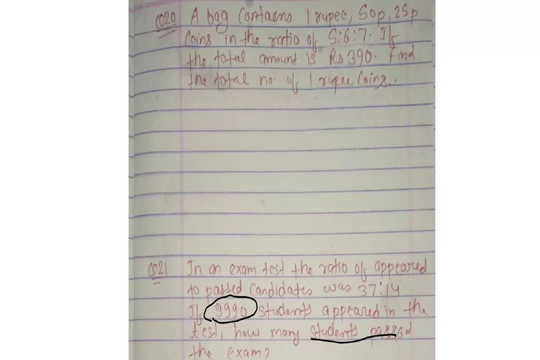 Q20 A bag contains 1 rupee, 50p, 25p
Coins in the ratio of 5:6:7. If
the total amount is Rs 390. Find
the total no of 1 rupee Coins.
Q21 In an exam test the ratio of appeared
to passed candidates was 37:14
If 9990 students appeared in the
test, how many students passed
the exam?